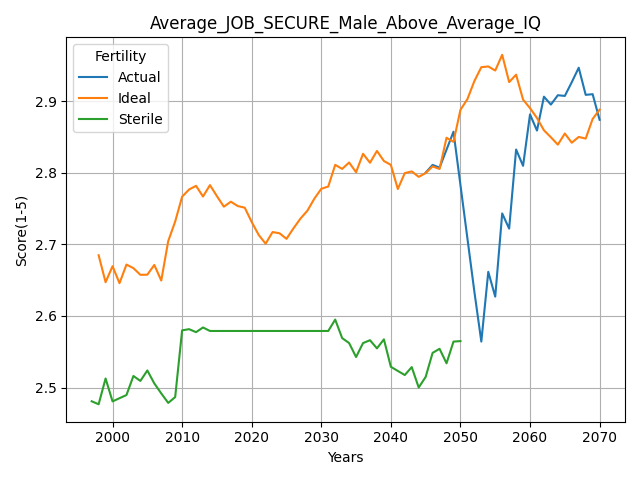 Average_JOB_SECURE_Male_Above_Average_IQ
Fertility
Actual
Ideal
Sterile
Score(1-5)
2.9
2.8
2.7
2.6
2.5
2000 2010 2020 2030 2040 2050 2060 2070
Years